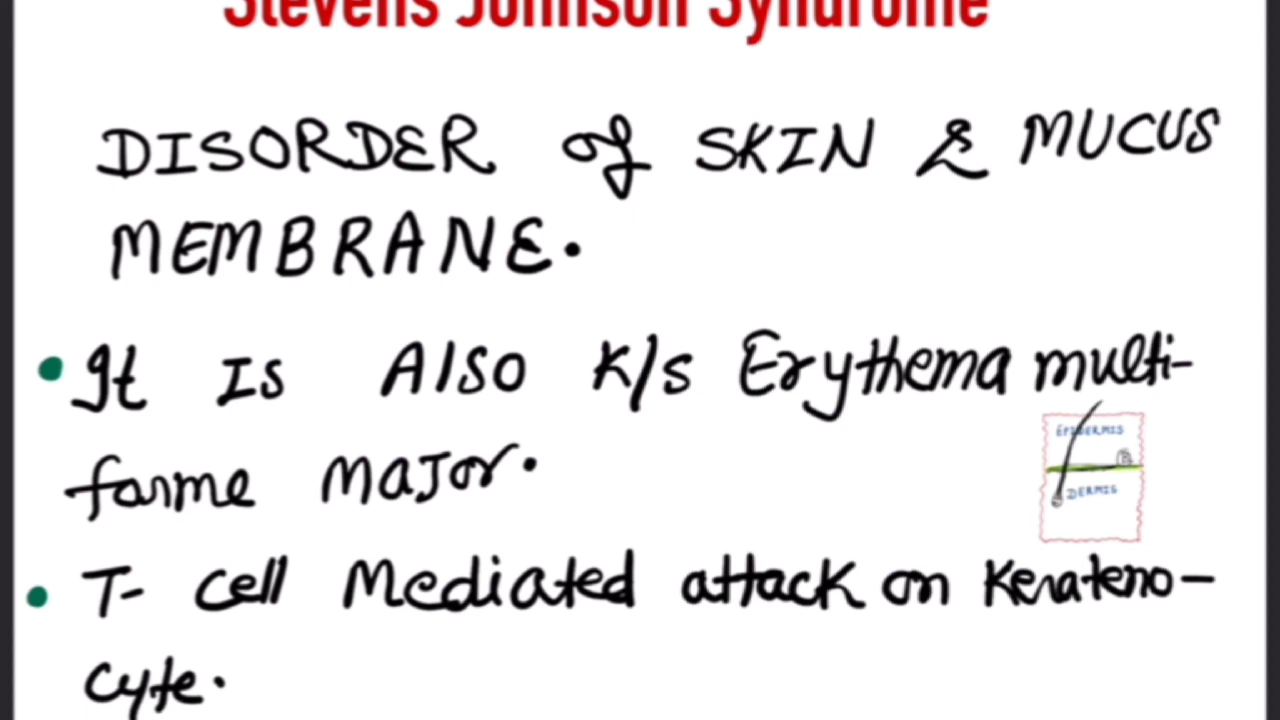 Stevens Johnson Syndrome
DISORDER of SKIN & MUCUS
MEMBRANE.
It Is Also K/s Erythema multi-
forme Major.
EPIDERMIS
B
DERMIS
T- cell Mediated attack on Kerateno-
cyte.